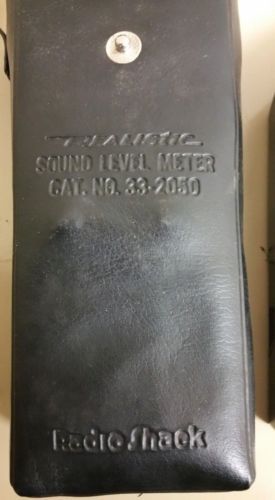 REALISTIC
SOUND LEVEL METER
CAT. NO. 33-2050
Radio Shack